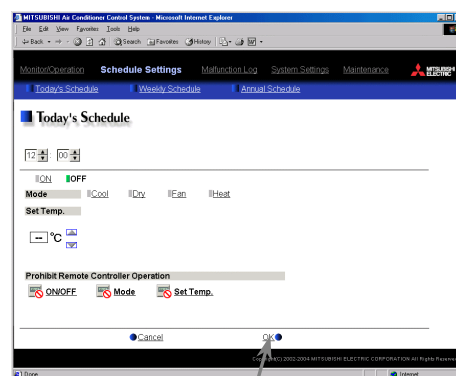 MITSUBISHI Air Conditioner Control System - Microsoft Internet Explorer
File Edit View Favorites Tools Help
Back Search Favorites History
Monitor/Operation Schedule Settings Malfunction Log System Settings Maintenance MITSUBISHI ELECTRIC
Today's Schedule Weekly Schedule Annual Schedule
Today's Schedule
12 : 00
ON OFF
Mode Cool Dry Fan Heat
Set Temp.
-- °C
Prohibit Remote Controller Operation
ON/OFF Mode Set Temp.
Cancel OK
Copyright(C) 2002-2004 MITSUBISHI ELECTRIC CORPORATION All Rights Reserved
Done Internet